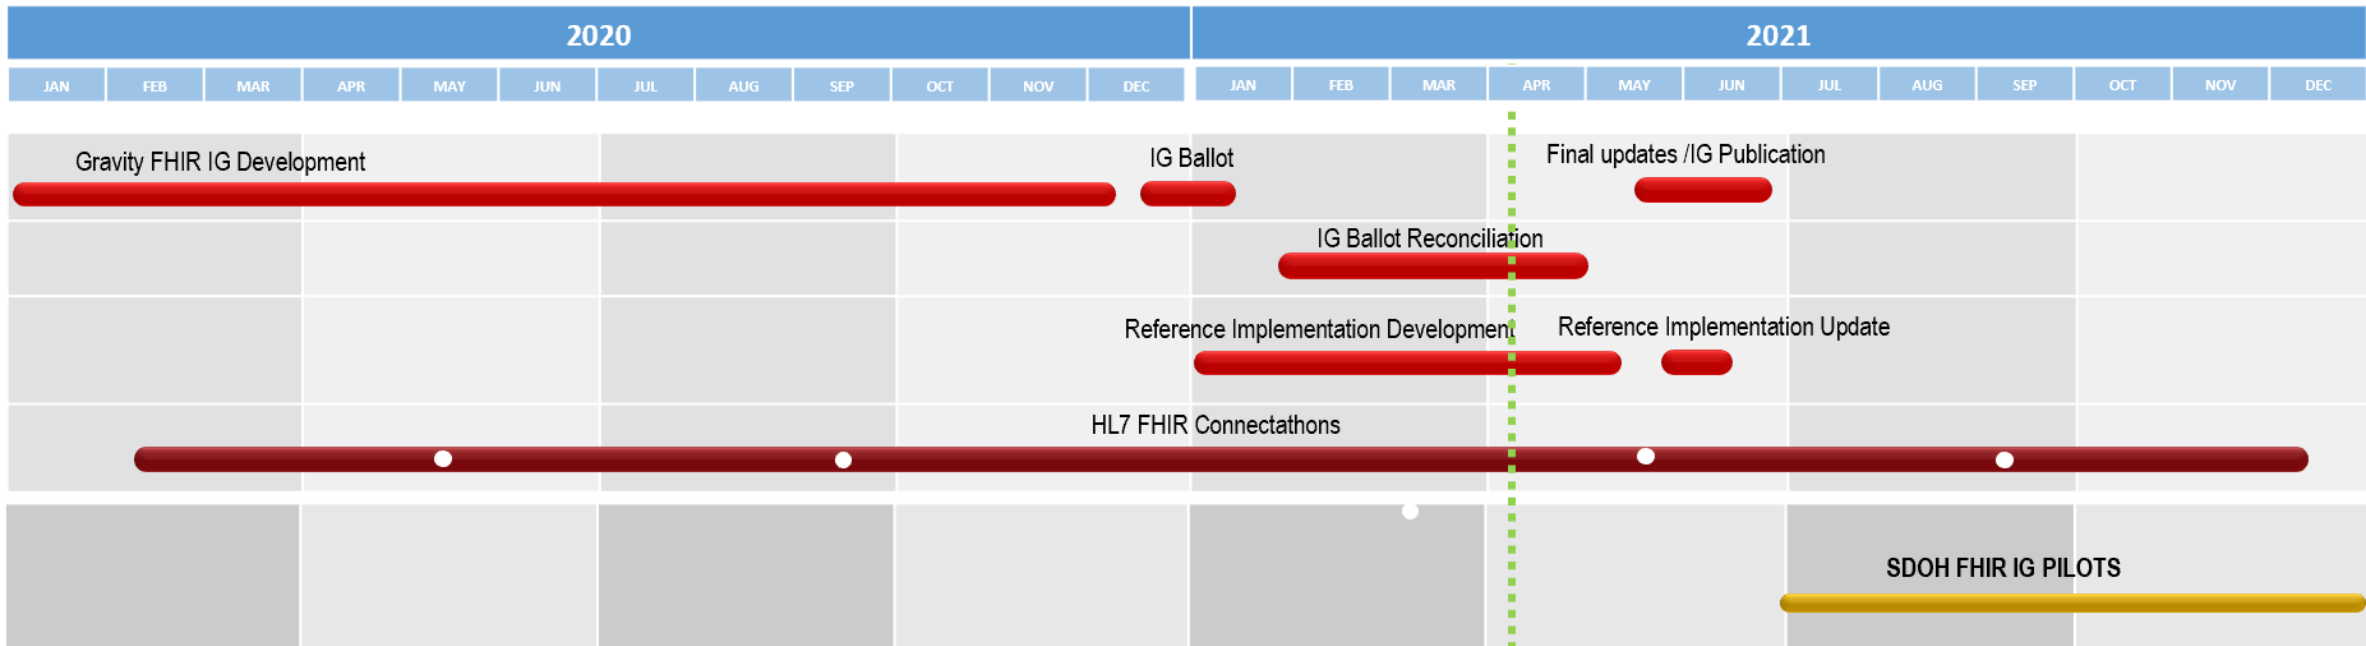 2020 2021
JAN FEB MAR APR MAY JUN JUL AUG SEP OCT NOV DEC JAN FEB MAR APR MAY JUN JUL AUG SEP OCT NOV DEC
Gravity FHIR IG Development IG Ballot Final updates /IG Publication
IG Ballot Reconciliation
Reference Implementation Development Reference Implementation Update
HL7 FHIR Connectathons
SDOH FHIR IG PILOTS